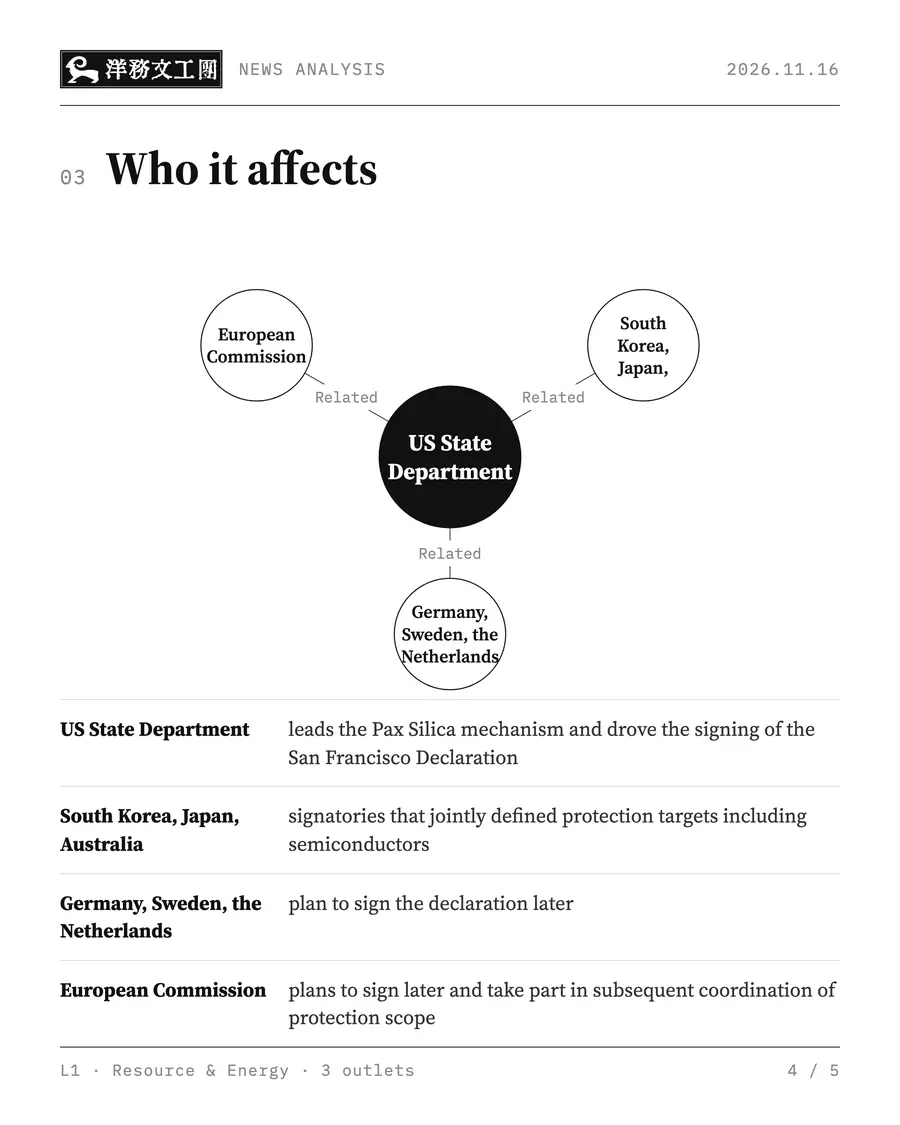 洋務文工團 NEWS ANALYSIS 2026.11.16
03 Who it affects
European
Commission
South
Korea,
Japan,
Related
Related
US State
Department
Related
Germany,
Sweden, the
Netherlands
US State Department leads the Pax Silica mechanism and drove the signing of the
San Francisco Declaration
South Korea, Japan, signatories that jointly defined protection targets including
Australia semiconductors
Germany, Sweden, the plan to sign the declaration later
Netherlands
European Commission plans to sign later and take part in subsequent coordination of
protection scope
L1 · Resource & Energy · 3 outlets 4 / 5